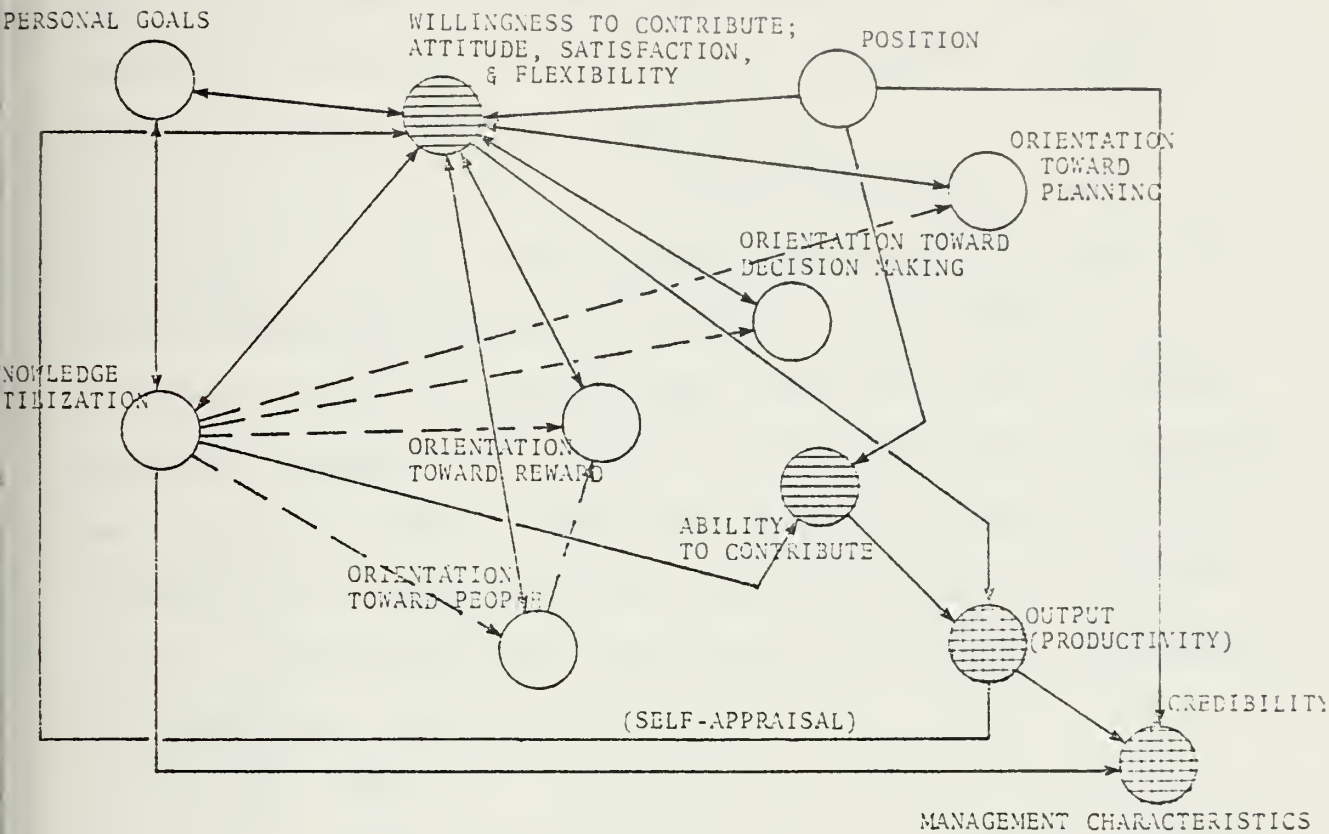 PERSONAL GOALS
WILLINGNESS TO CONTRIBUTE;
ATTITUDE, SATISFACTION,
& FLEXIBILITY
POSITION
ORIENTATION
TOWARD
PLANNING
ORIENTATION TOWARD
DECISION MAKING
NOWLEDGE
TILIZATION
ORIENTATION
TOWARD REWARD
ABILITY
TO CONTRIBUTE
ORIENTATION
TOWARD PEOPLE
OUTPUT
(PRODUCTIVITY)
(SELF-APPRAISAL)
CREDIBILITY
MANAGEMENT CHARACTERISTICS